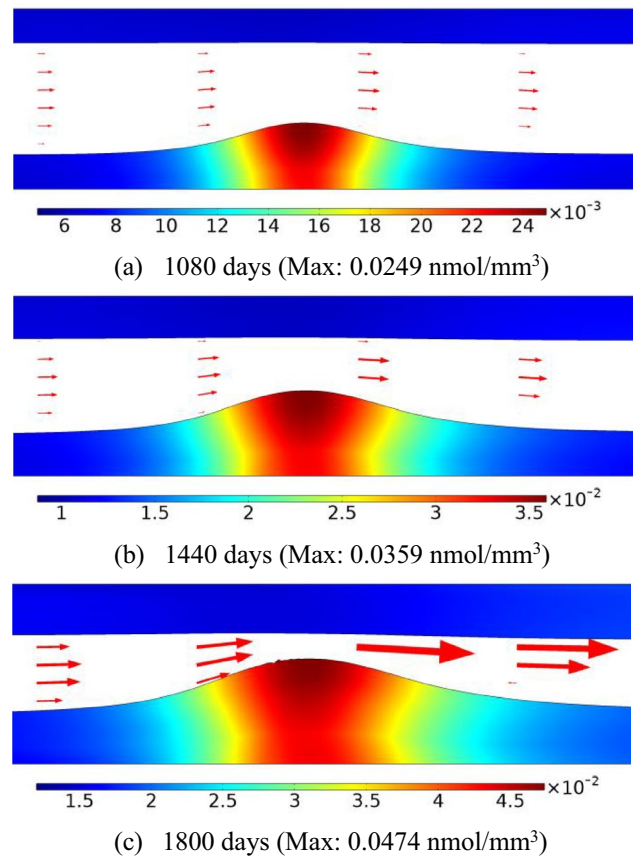 6 8 10 12 14 16 18 20 22 24 ×10⁻³
(a) 1080 days (Max: 0.0249 nmol/mm³)
1 1.5 2 2.5 3 3.5 ×10⁻²
(b) 1440 days (Max: 0.0359 nmol/mm³)
1.5 2 2.5 3 3.5 4 4.5 ×10⁻²
(c) 1800 days (Max: 0.0474 nmol/mm³)